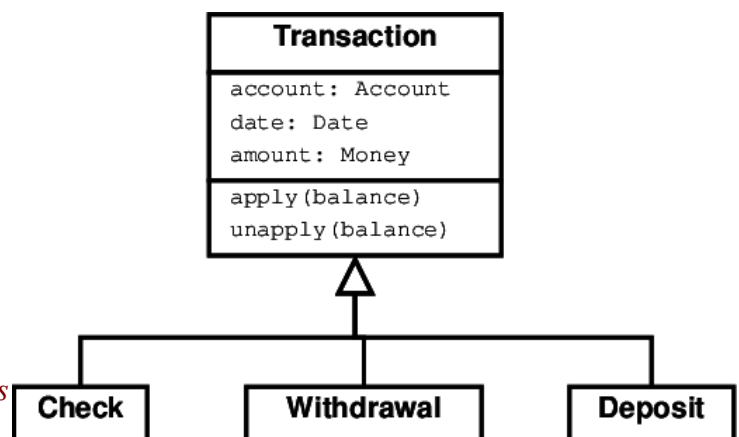 Transaction
account: Account
date: Date
amount: Money
apply(balance)
unapply(balance)
s
Check
Withdrawal
Deposit